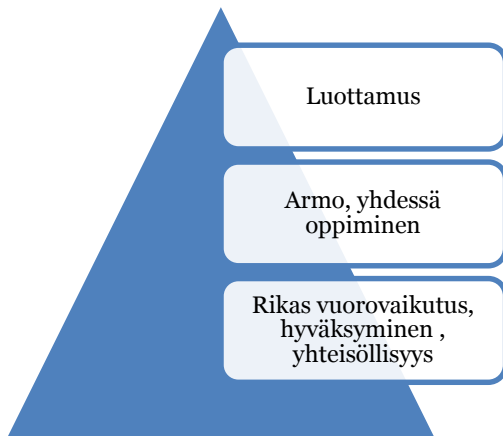 Luottamus
Armo, yhdessä
oppiminen
Rikas vuorovaikutus,
hyväksyminen ,
yhteisöllisyys